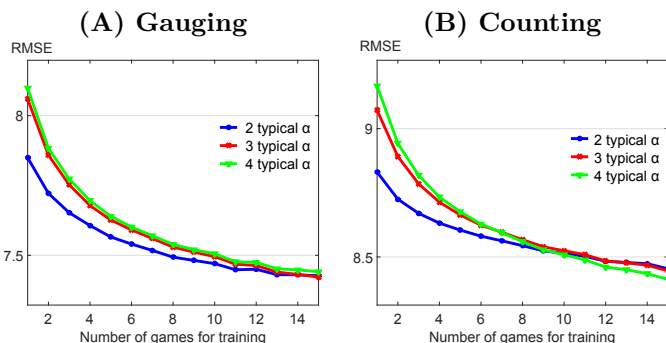 (A) Gauging
RMSE
8
7.5
2 typical α
3 typical α
4 typical α
2 4 6 8 10 12 14
Number of games for training
(B) Counting
RMSE
9
8.5
2 typical α
3 typical α
4 typical α
2 4 6 8 10 12 14
Number of games for training